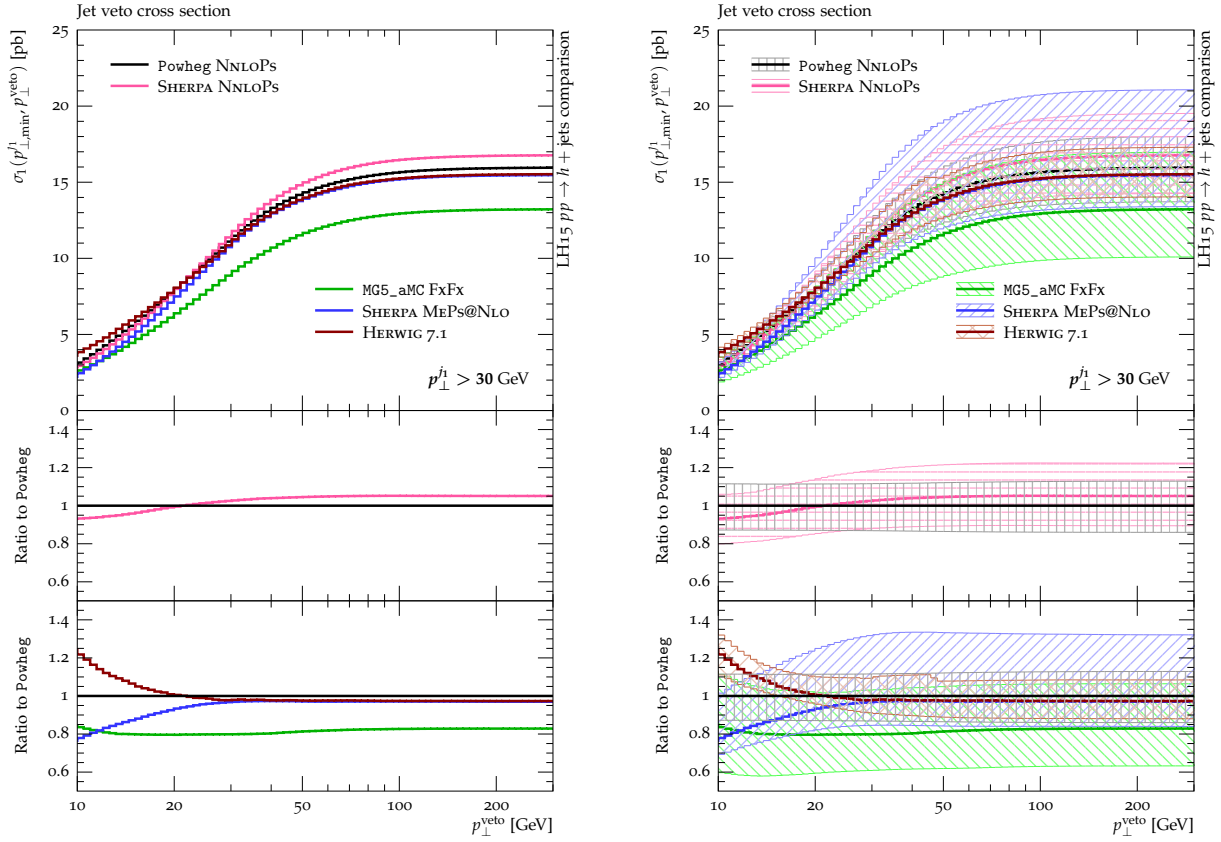 Jet veto cross section
σ₁(p⊥,min^j₁, p⊥^veto) [pb]
25
20
15
10
5
0
Powheg NNLOPS
SHERPA NNLOPS
MG5_aMC FxFx
SHERPA MEPS@NLO
HERWIG 7.1
p⊥^j₁ > 30 GeV
LH15 pp → h + jets comparison
Ratio to Powheg
1.4
1.2
1
0.8
0.6
Ratio to Powheg
1.4
1.2
1
0.8
0.6
10 20 50 100 200
p⊥^veto [GeV]
Jet veto cross section
σ₁(p⊥,min^j₁, p⊥^veto) [pb]
25
20
15
10
5
0
Powheg NNLOPS
SHERPA NNLOPS
MG5_aMC FxFx
SHERPA MEPS@NLO
HERWIG 7.1
p⊥^j₁ > 30 GeV
LH15 pp → h + jets comparison
Ratio to Powheg
1.4
1.2
1
0.8
0.6
Ratio to Powheg
1.4
1.2
1
0.8
0.6
10 20 50 100 200
p⊥^veto [GeV]